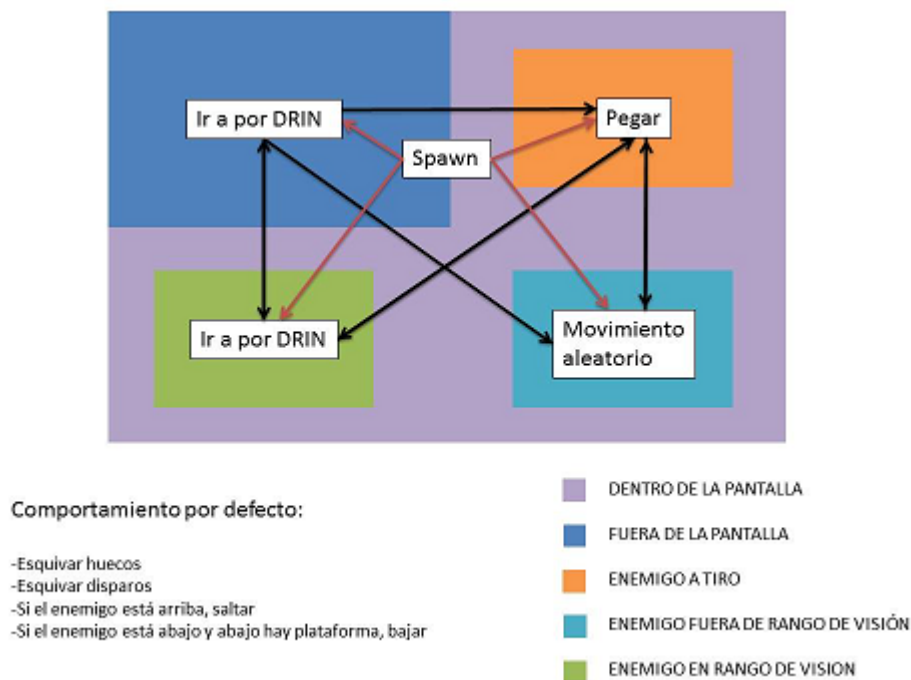 Ir a por DRIN
Pegar
Spawn
Ir a por DRIN
Movimiento
aleatorio
Comportamiento por defecto:
-Esquivar huecos
-Esquivar disparos
-Si el enemigo está arriba, saltar
-Si el enemigo está abajo y abajo hay plataforma, bajar
DENTRO DE LA PANTALLA
FUERA DE LA PANTALLA
ENEMIGO A TIRO
ENEMIGO FUERA DE RANGO DE VISIÓN
ENEMIGO EN RANGO DE VISION